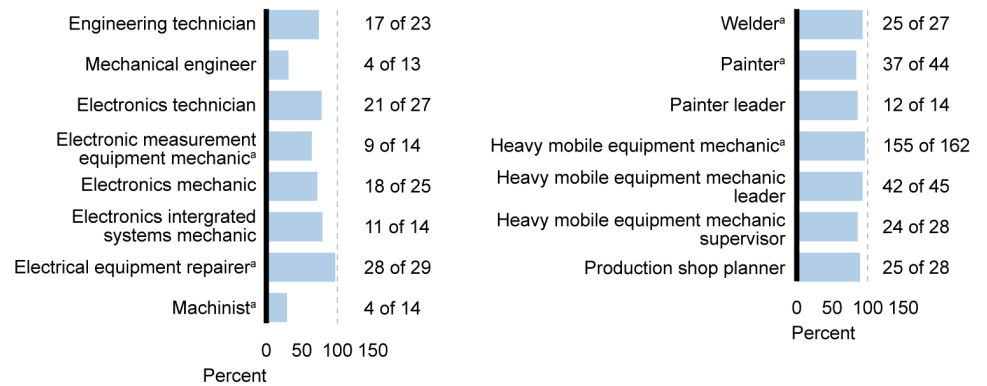 Engineering technician 17 of 23
Mechanical engineer 4 of 13
Electronics technician 21 of 27
Electronic measurement
equipment mechanicᵃ 9 of 14
Electronics mechanic 18 of 25
Electronics intergrated
systems mechanic 11 of 14
Electrical equipment repairerᵃ 28 of 29
Machinistᵃ 4 of 14
0 50 100 150
Percent
Welderᵃ 25 of 27
Painterᵃ 37 of 44
Painter leader 12 of 14
Heavy mobile equipment mechanicᵃ 155 of 162
Heavy mobile equipment mechanic
leader 42 of 45
Heavy mobile equipment mechanic
supervisor 24 of 28
Production shop planner 25 of 28
0 50 100 150
Percent